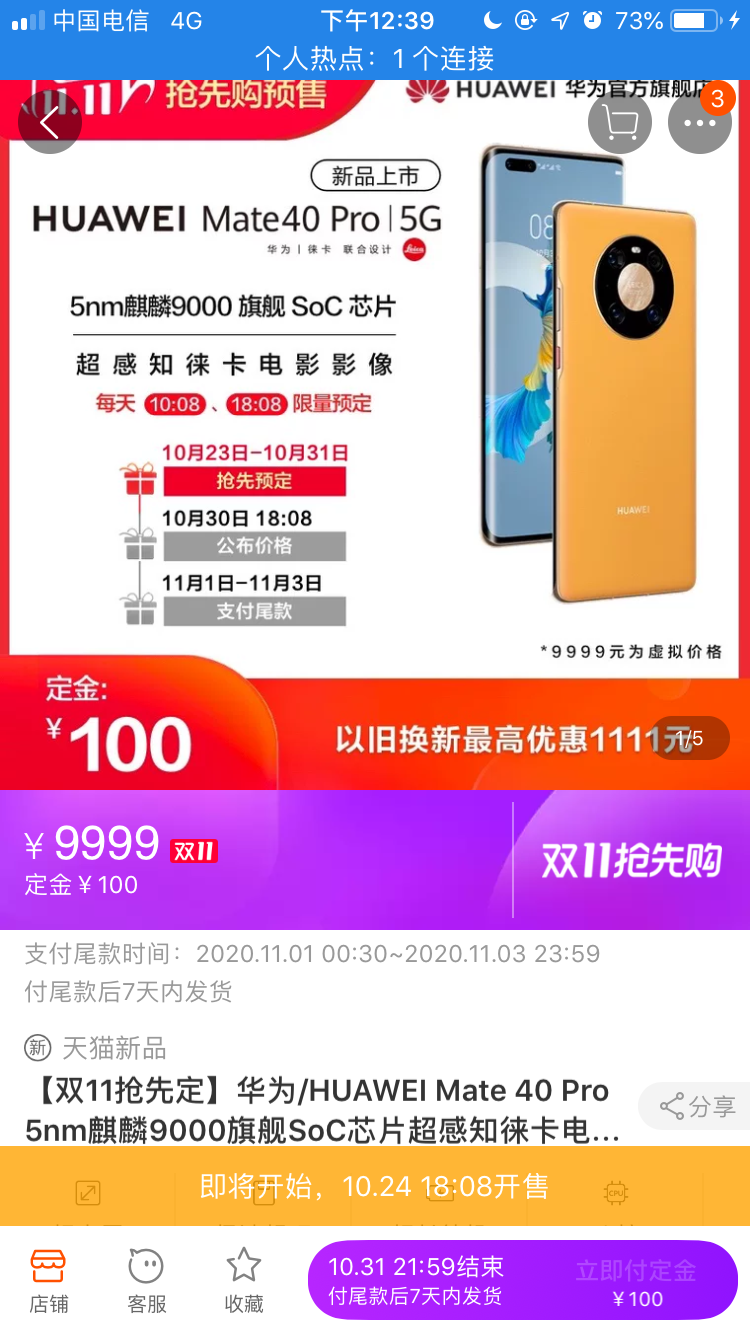 中国电信 4G 下午12:39 73%
个人热点：1 个连接
11.11 抢先购预售 HUAWEI 华为官方旗舰店
3
新品上市
HUAWEI Mate40 Pro | 5G
华为 | 徕卡 联合设计
5nm麒麟9000 旗舰 SoC 芯片
超感知徕卡电影影像
每天 10:08 、 18:08 限量预定
10月23日-10月31日
抢先预定
10月30日 18:08
公布价格
11月1日-11月3日
支付尾款
HUAWEI
*9999元为虚拟价格
定金:
¥100
以旧换新最高优惠1111元
1/5
¥ 9999 双11
定金 ¥ 100
双11抢先购
支付尾款时间：2020.11.01 00:30~2020.11.03 23:59
付尾款后7天内发货
新 天猫新品
【双11抢先定】华为/HUAWEI Mate 40 Pro
5nm麒麟9000旗舰SoC芯片超感知徕卡电...
分享
即将开始，10.24 18:08开售
CPU
10.31 21:59结束
付尾款后7天内发货
立即付定金
¥ 100
店铺
客服
收藏